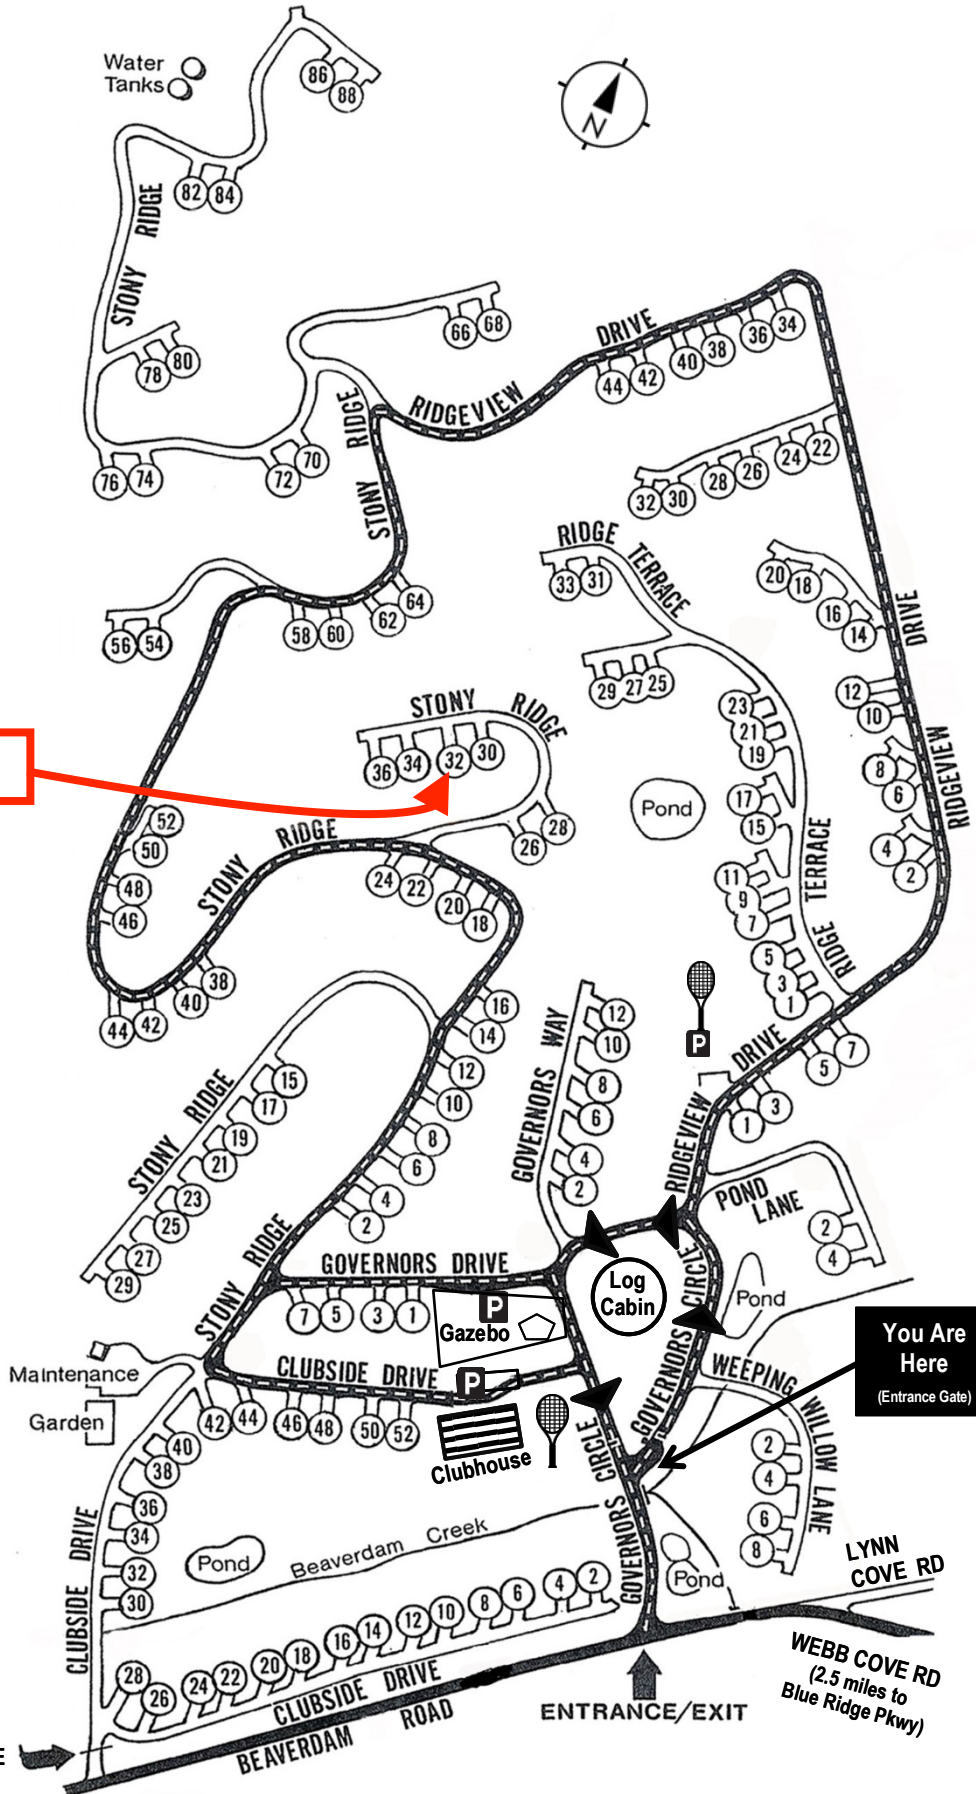 Water
Tanks
86
88
N
82
84
STONY RIDGE
78
80
66
68
DRIVE
RIDGEVIEW
44
42
40
38
36
34
76
74
72
70
STONY RIDGE
32
30
28
26
24
22
RIDGE TERRACE
33
31
20
18
16
14
DRIVE
RIDGEVIEW
56
54
58
60
62
64
29
27
25
23
21
19
12
10
8
6
4
2
STONY RIDGE
36
34
32
30
28
26
Pond
17
15
52
50
48
46
STONY RIDGE
24
22
20
18
11
9
7
5
3
1
RIDGE TERRACE
44
42
40
38
16
14
12
10
8
6
4
2
STONY RIDGE
15
17
19
21
23
25
27
29
GOVERNORS WAY
12
10
8
6
4
2
P
RIDGEVIEW DRIVE
7
5
3
1
POND
LANE
2
4
STONY RIDGE
GOVERNORS DRIVE
7
5
3
1
P
Gazebo
Log
Cabin
GOVERNORS CIRCLE
Pond
You Are
Here
(Entrance Gate)
Maintenance
Garden
CLUBSIDE DRIVE
P
42
44
46
48
50
52
Clubhouse
GOVERNORS CIRCLE
WEEPING WILLOW LANE
2
4
6
8
40
38
36
34
32
30
CLUBSIDE DRIVE
Pond
Beaverdam Creek
Pond
LYNN
COVE RD
28
26
24
22
20
18
16
14
12
10
8
6
4
2
CLUBSIDE DRIVE
BEAVERDAM ROAD
ENTRANCE/EXIT
WEBB COVE RD
(2.5 miles to
Blue Ridge Pkwy)
E